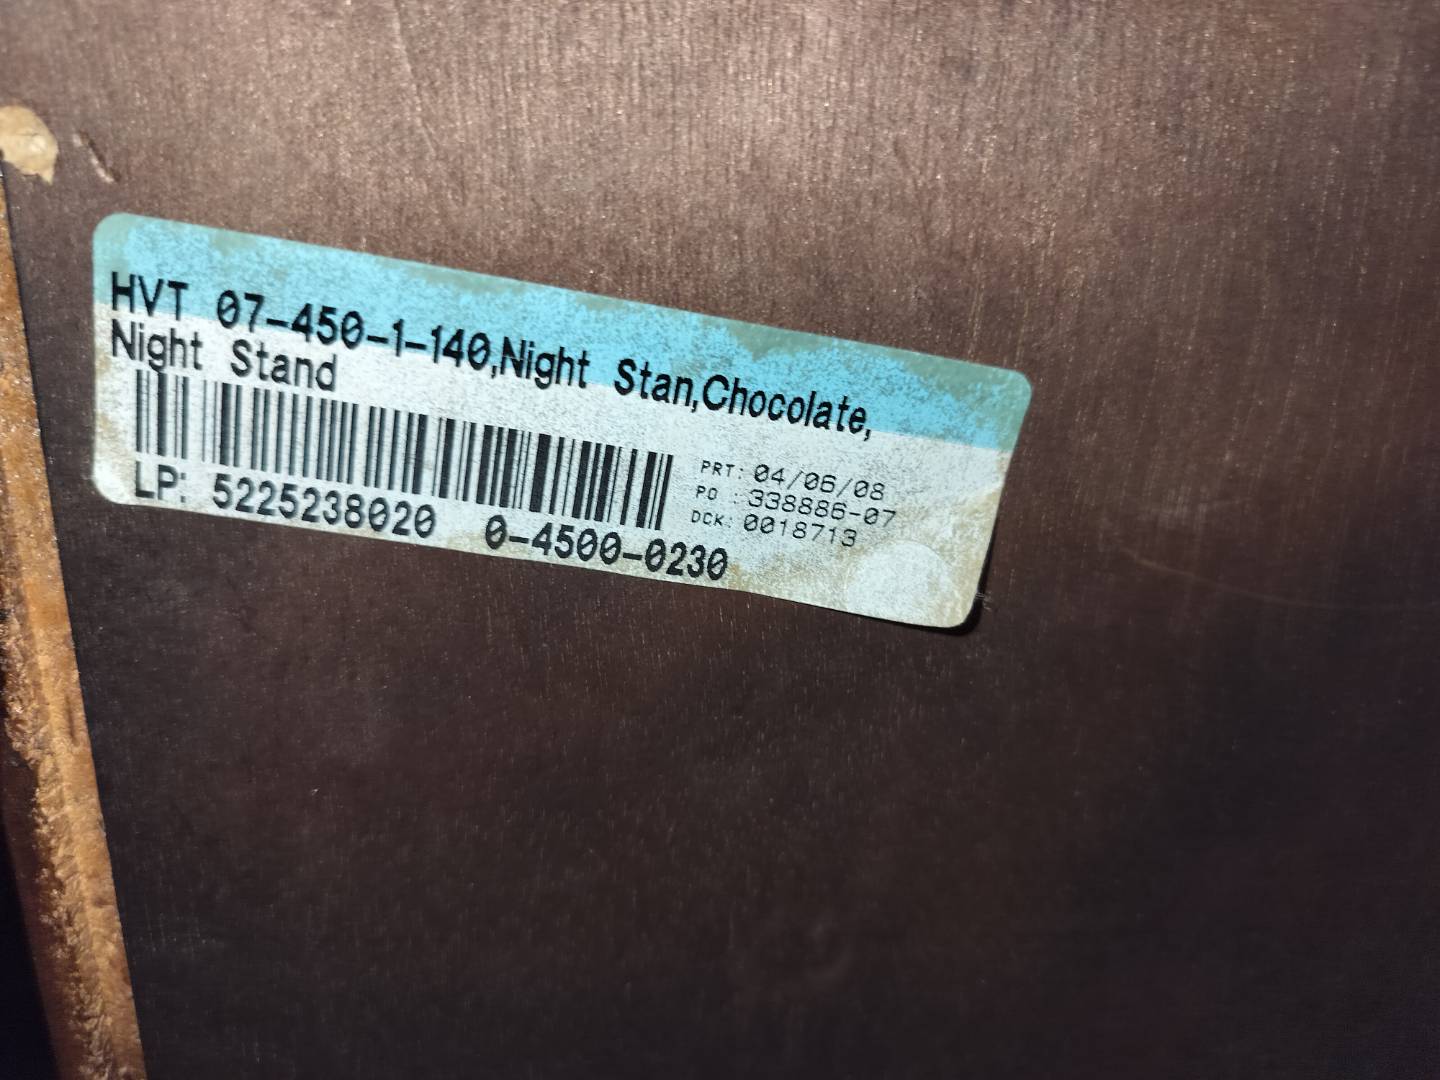 HVT 07-450-1-140,Night Stan,Chocolate,
Night Stand
PRT: 04/06/08
PO : 338886-07
DCK: 0018713
LP: 5225238020 0-4500-0230